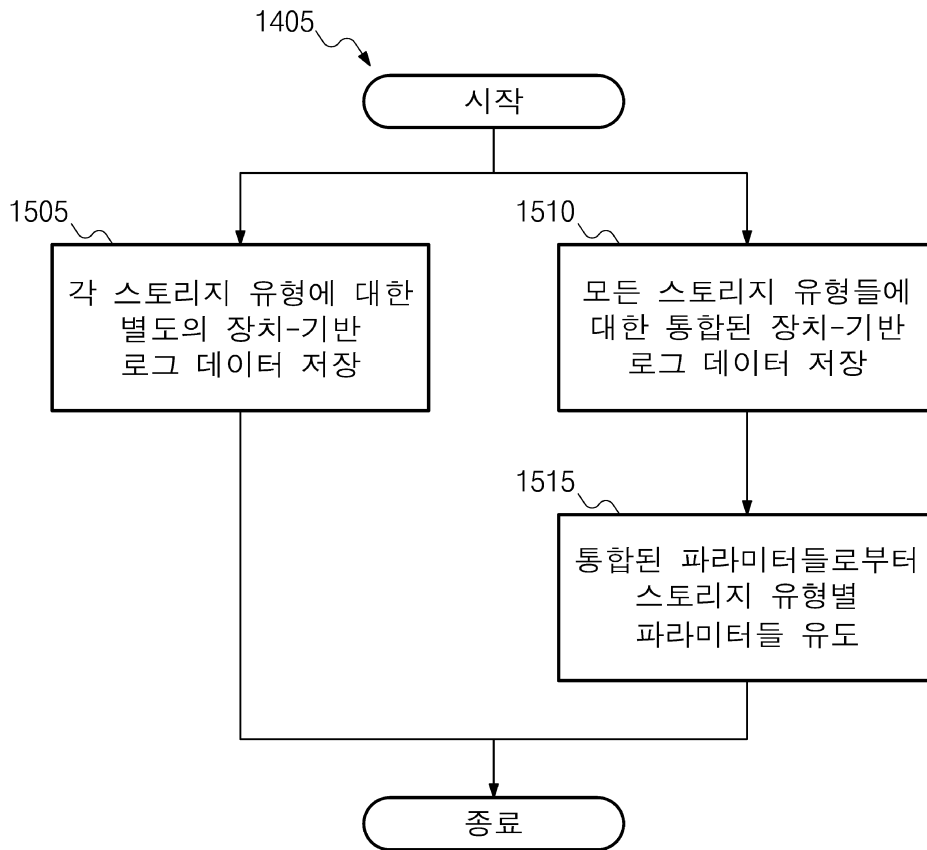 1405
시작
1505
각 스토리지 유형에 대한
별도의 장치-기반
로그 데이터 저장
1510
모든 스토리지 유형들에
대한 통합된 장치-기반
로그 데이터 저장
1515
통합된 파라미터들로부터
스토리지 유형별
파라미터들 유도
종료